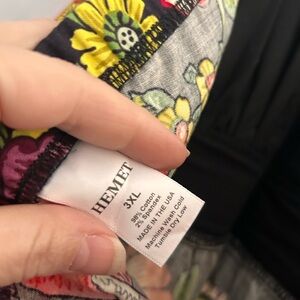 HEMET
3XL
98% Cotton
2% Spandex
MADE IN THE USA
Machine Wash Cold
Tumble Dry Low